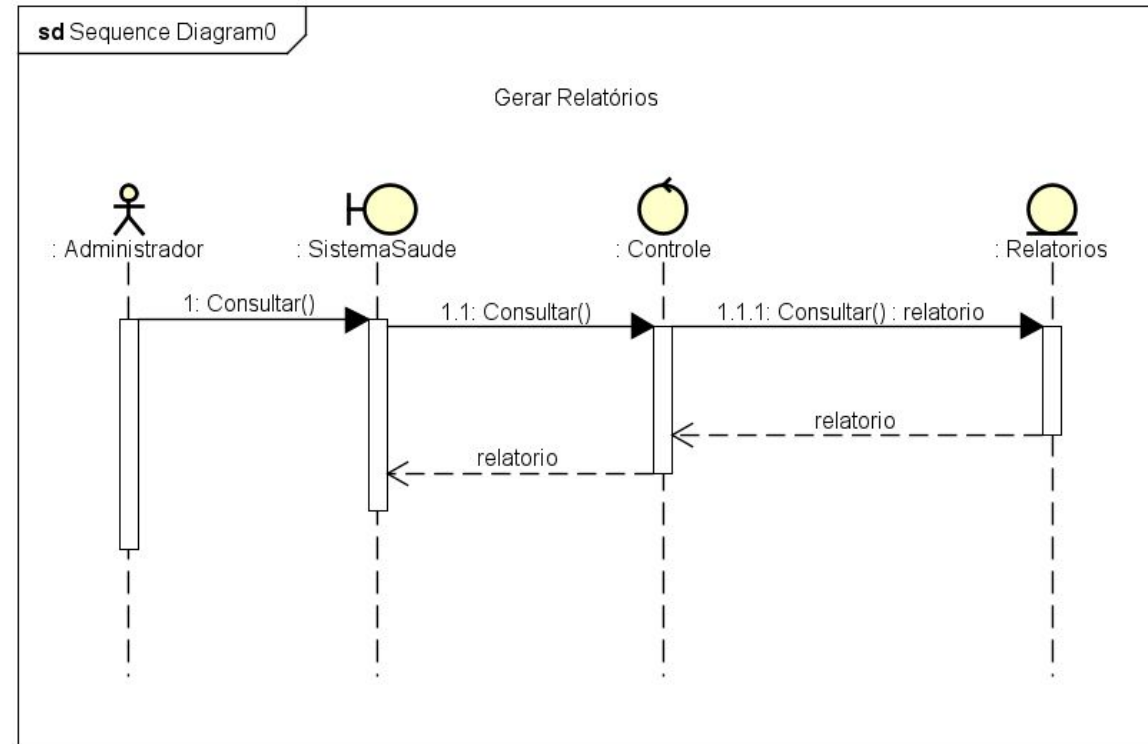 sd Sequence Diagram0
Gerar Relatórios
: Administrador
: SistemaSaude
: Controle
: Relatorios
1: Consultar()
1.1: Consultar()
1.1.1: Consultar() : relatorio
relatorio
relatorio